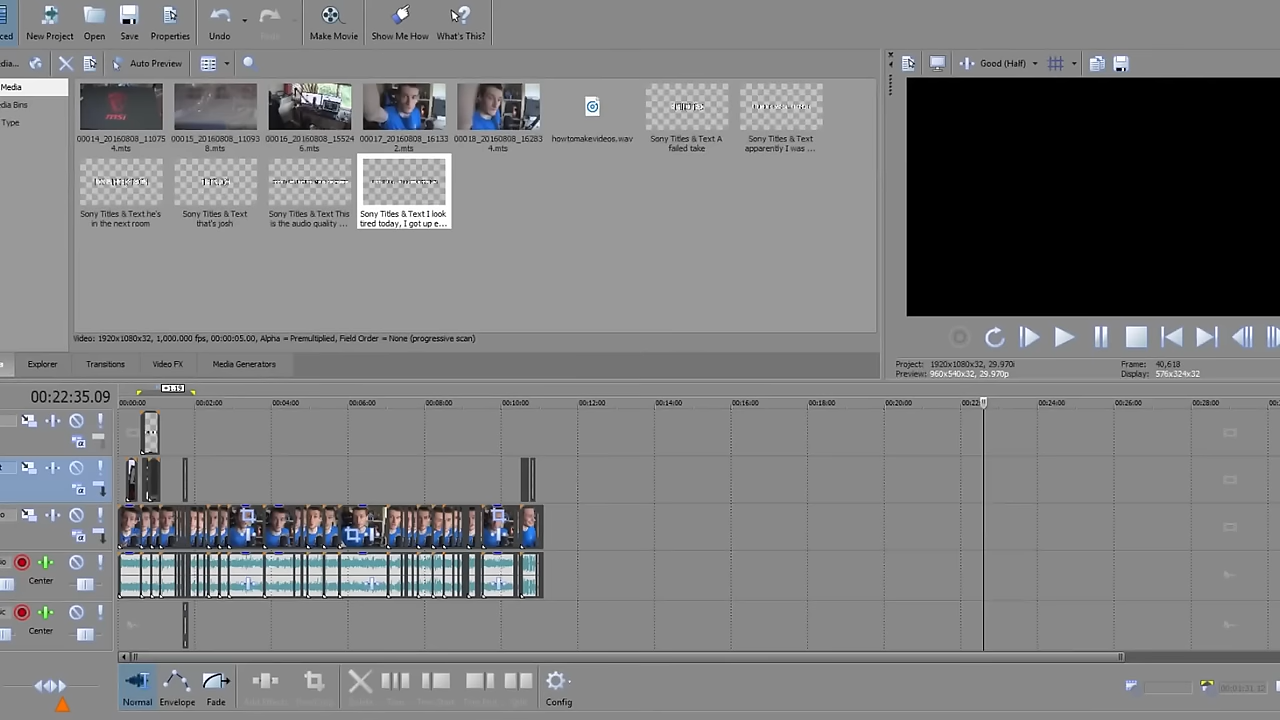 ced
New Project
Open
Save
Properties
Undo
Redo
Make Movie
Show Me How
What's This?
dia...
Auto Preview
Good (Half)
Media
dia Bins
Type
00014_20160808_11075
4.mts
00015_20160808_11093
8.mts
00016_20160808_15524
6.mts
00017_20160808_16133
2.mts
00018_20160808_16283
4.mts
howtomakevideos.wav
Sony Titles & Text A
failed take
Sony Titles & Text
apparently I was ...
Sony Titles & Text he's
in the next room
Sony Titles & Text
that's josh
Sony Titles & Text This
is the audio quality ...
Sony Titles & Text I look
tired today, I got up e...
Video: 1920x1080x32, 1,000.000 fps, 00:00:05.00, Alpha = Premultiplied, Field Order = None (progressive scan)
Explorer
Transitions
Video FX
Media Generators
Project: 1920x1080x32, 29.970i
Preview: 960x540x32, 29.970p
Frame: 40,618
Display: 576x324x32
00:22:35.09
+1.19
00:00:00
00:02:00
00:04:00
00:06:00
00:08:00
00:10:00
00:12:00
00:14:00
00:16:00
00:18:00
00:20:00
00:22
00:24:00
00:26:00
00:28:00
Center
Center
Normal
Envelope
Fade
Config